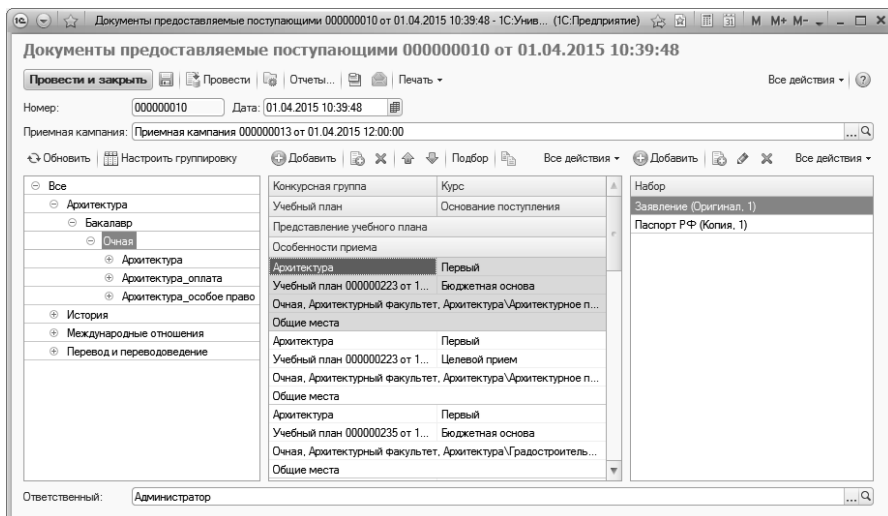 Документы предоставляемые поступающими 000000010 от 01.04.2015 10:39:48 - 1С:Унив... (1С:Предприятие) M M+ M-
Документы предоставляемые поступающими 000000010 от 01.04.2015 10:39:48
Провести и закрыть Провести Отчеты... Печать Все действия
Номер: 000000010 Дата: 01.04.2015 10:39:48
Приемная кампания: Приемная кампания 000000013 от 01.04.2015 12:00:00 ...
Обновить Настроить группировку Добавить Подбор Все действия Добавить Все действия
Все
Архитектура
Бакалавр
Очная
Архитектура
Архитектура_оплата
Архитектура_особое право
История
Международные отношения
Перевод и переводоведение
Конкурсная группа Курс
Учебный план Основание поступления
Представление учебного плана
Особенности приема
Архитектура Первый
Учебный план 000000223 от 1... Бюджетная основа
Очная, Архитектурный факультет, Архитектура\Архитектурное п...
Общие места
Архитектура Первый
Учебный план 000000223 от 1... Целевой прием
Очная, Архитектурный факультет, Архитектура\Архитектурное п...
Общие места
Архитектура Первый
Учебный план 000000235 от 1... Бюджетная основа
Очная, Архитектурный факультет, Архитектура\Градостроитель...
Общие места
Набор
Заявление (Оригинал, 1)
Паспорт РФ (Копия, 1)
Ответственный: Администратор ...